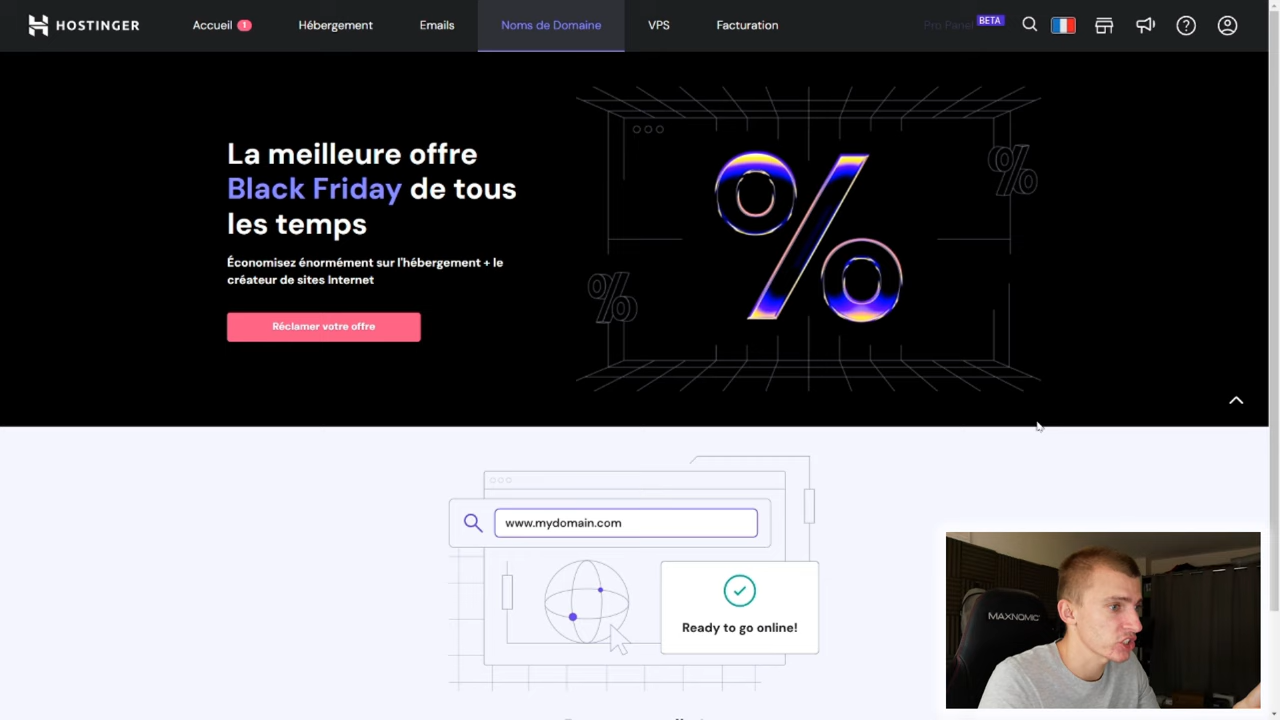 HOSTINGER
Accueil 1
Hébergement
Emails
Noms de Domaine
VPS
Facturation
Pro Panel BETA
La meilleure offre
Black Friday de tous
les temps
Économisez énormément sur l'hébergement + le
créateur de sites Internet
Réclamer votre offre
www.mydomain.com
Ready to go online!
MAXNOMIC